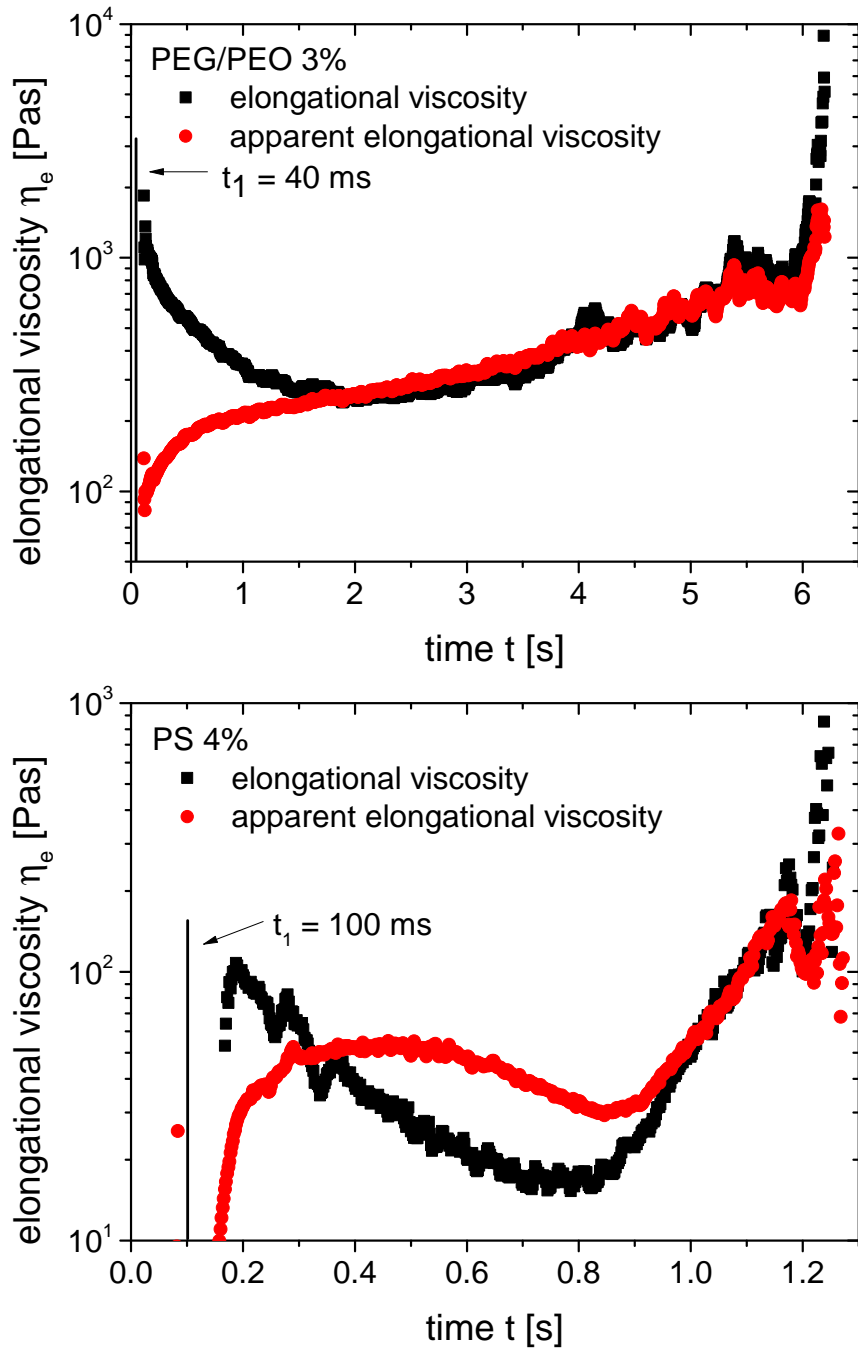 PEG/PEO 3%
elongational viscosity
apparent elongational viscosity
t1 = 40 ms
elongational viscosity ηe [Pas]
10^4
10^3
10^2
0 1 2 3 4 5 6
time t [s]
PS 4%
elongational viscosity
apparent elongational viscosity
t1 = 100 ms
elongational viscosity ηe [Pas]
10^3
10^2
10^1
0.0 0.2 0.4 0.6 0.8 1.0 1.2
time t [s]